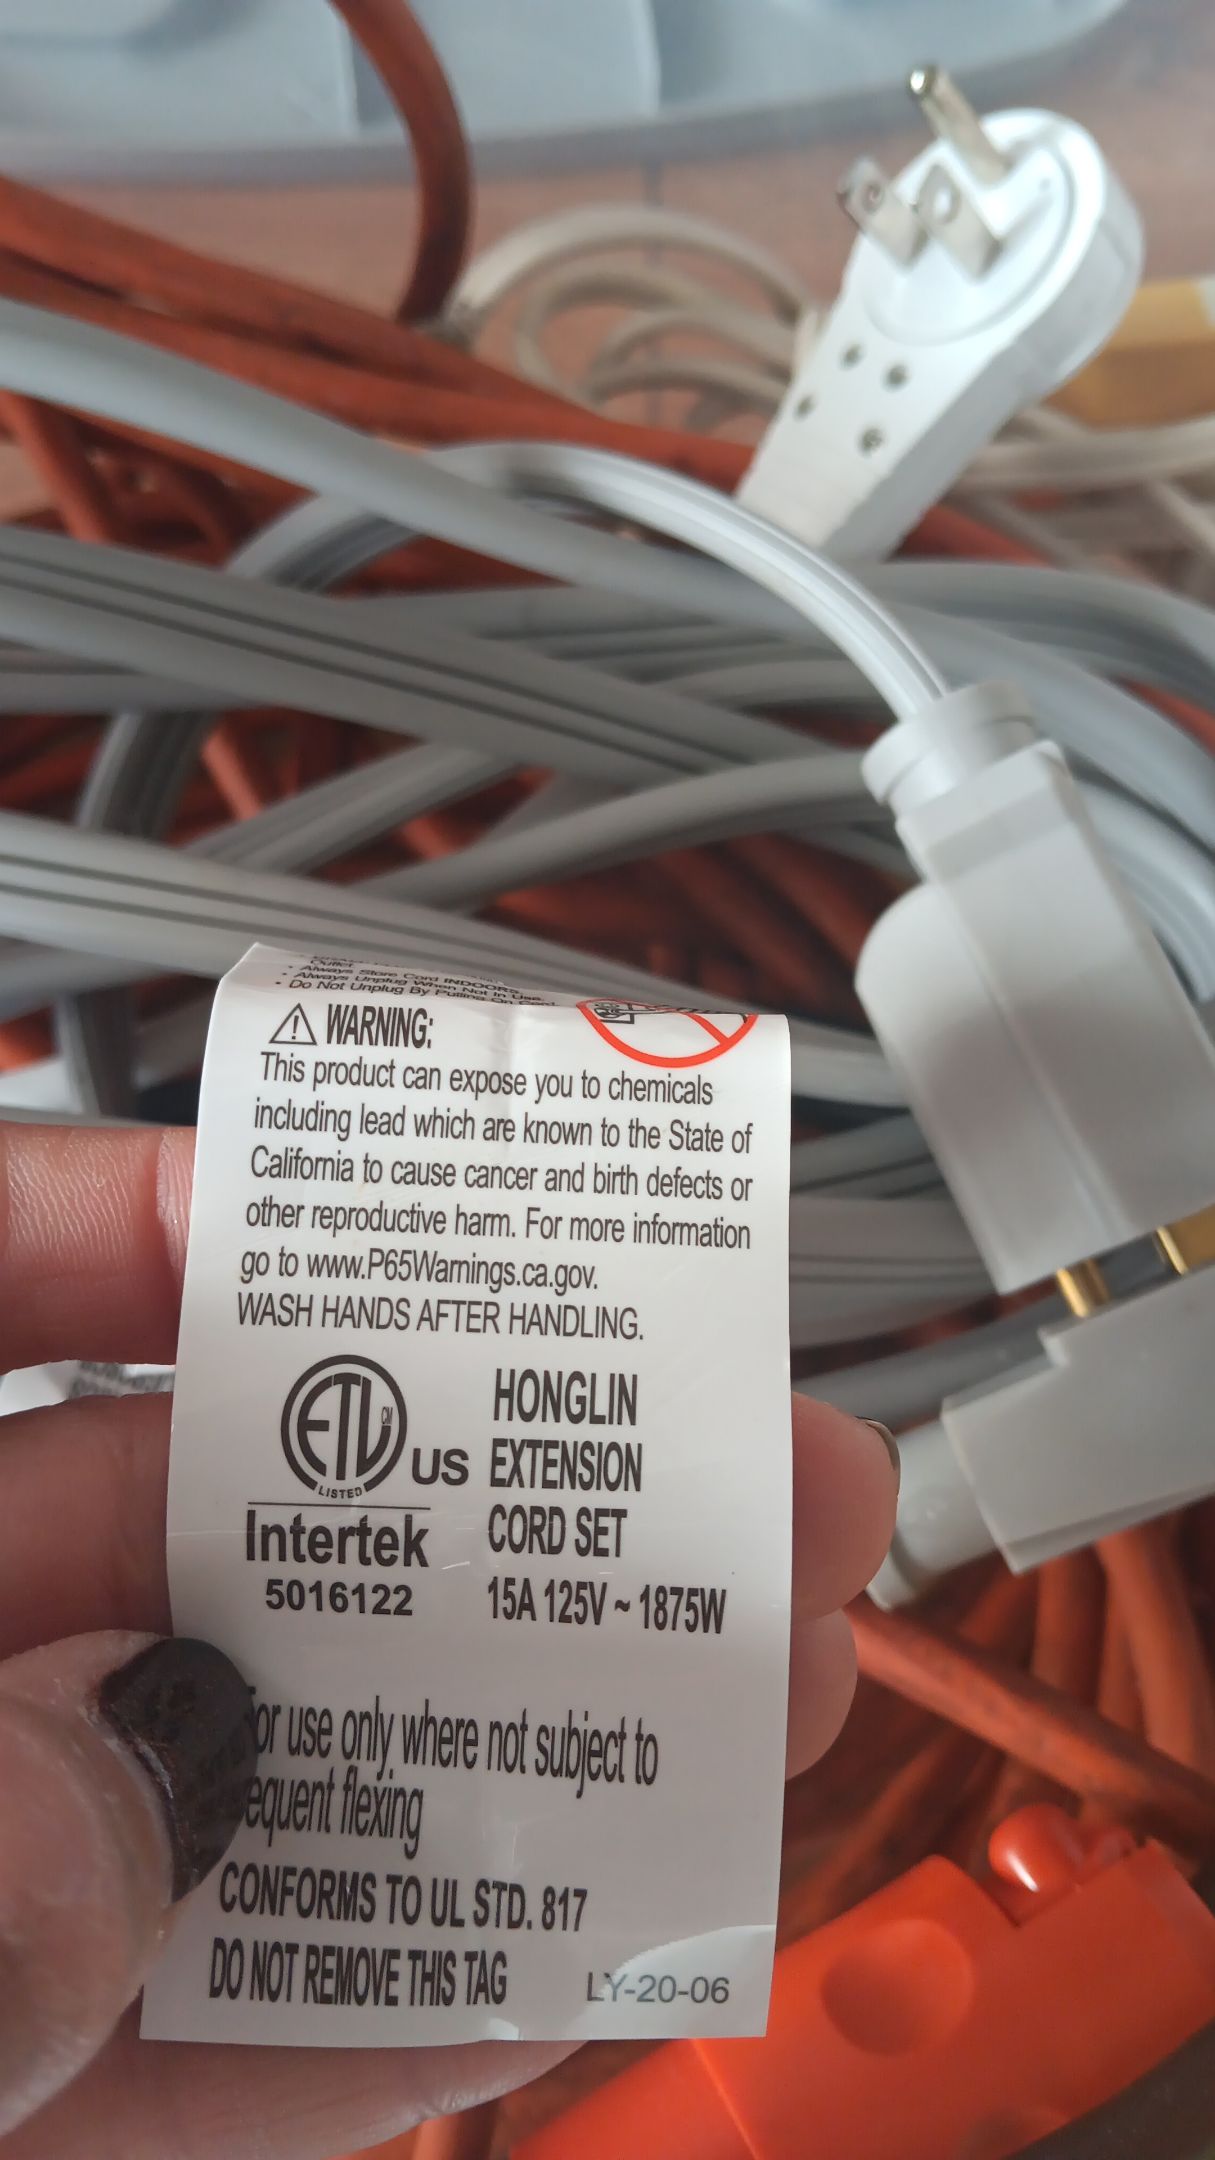 Outlet
• Always Store Cord INDOORS.
• Always Unplug When Not In Use.
• Do Not Unplug By Pulling On Cord.
WARNING:
This product can expose you to chemicals
including lead which are known to the State of
California to cause cancer and birth defects or
other reproductive harm. For more information
go to www.P65Warnings.ca.gov.
WASH HANDS AFTER HANDLING.
ETL CM
LISTED
US
Intertek
5016122
HONGLIN
EXTENSION
CORD SET
15A 125V ~ 1875W
For use only where not subject to
equent flexing
CONFORMS TO UL STD. 817
DO NOT REMOVE THIS TAG
LY-20-06